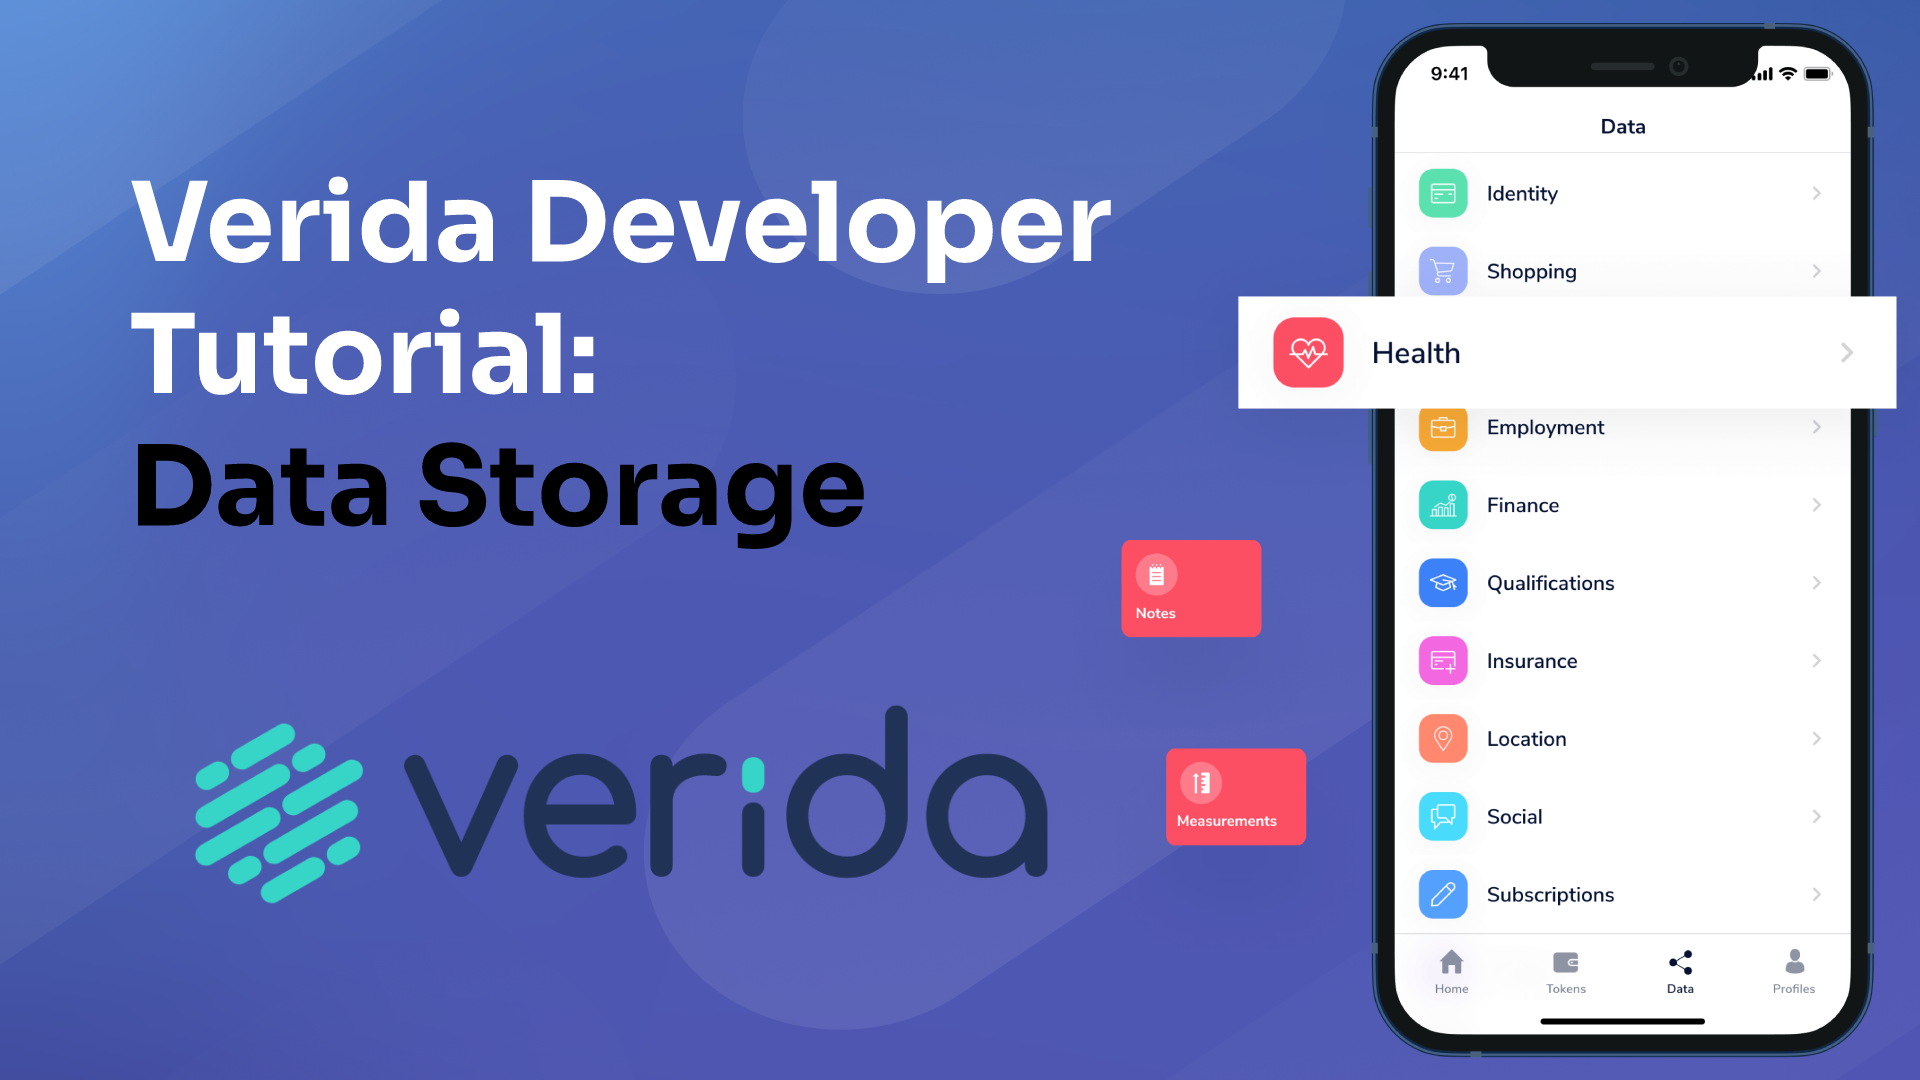 Verida Developer
Tutorial:
Data Storage
verida
Notes
Measurements
9:41
Data
Identity
Shopping
Health
Employment
Finance
Qualifications
Insurance
Location
Social
Subscriptions
Home
Tokens
Data
Profiles